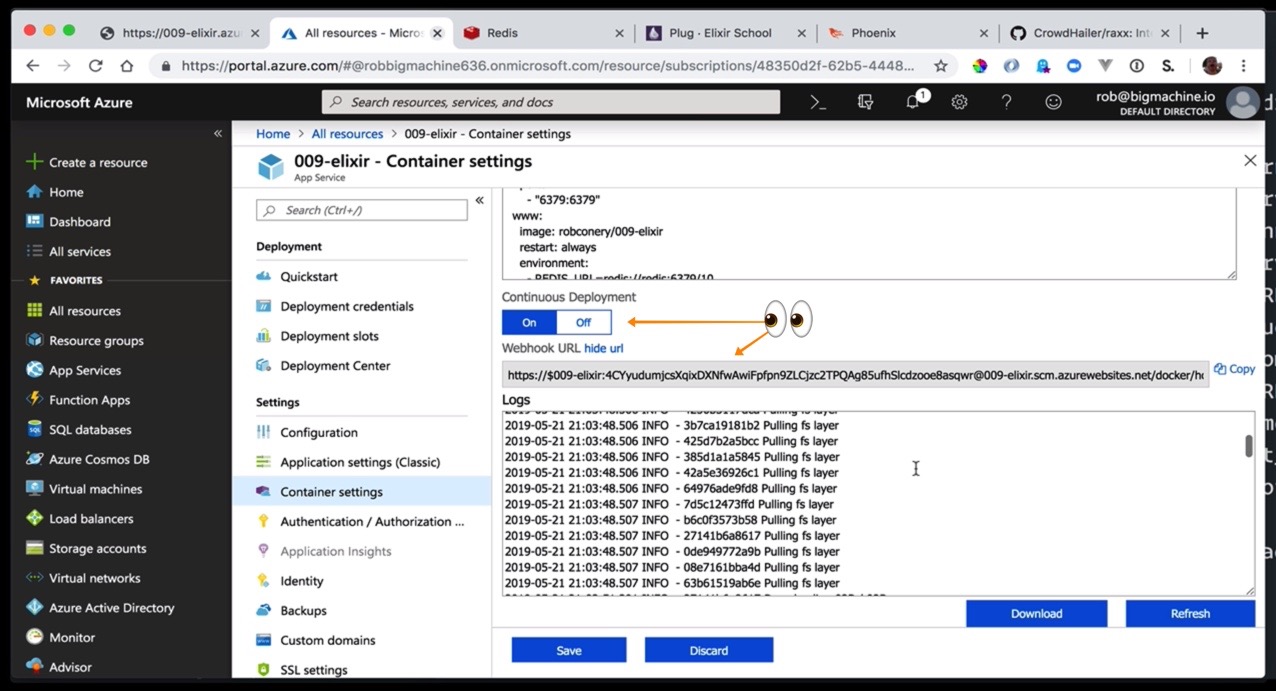 https://009-elixir.azu
All resources - Micros
Redis
Plug · Elixir School
Phoenix
CrowdHailer/raxx: Int
https://portal.azure.com/#@robbigmachine636.onmicrosoft.com/resource/subscriptions/48350d2f-62b5-4448...
S.
Microsoft Azure
Search resources, services, and docs
1
rob@bigmachine.io
DEFAULT DIRECTORY
Create a resource
Home
Dashboard
All services
FAVORITES
All resources
Resource groups
App Services
Function Apps
SQL databases
Azure Cosmos DB
Virtual machines
Load balancers
Storage accounts
Virtual networks
Azure Active Directory
Monitor
Advisor
Home > All resources > 009-elixir - Container settings
009-elixir - Container settings
App Service
Search (Ctrl+/)
Deployment
Quickstart
Deployment credentials
Deployment slots
Deployment Center
Settings
Configuration
Application settings (Classic)
Container settings
Authentication / Authorization ...
Application Insights
Identity
Backups
Custom domains
SSL settings
- "6379:6379"
www:
image: robconery/009-elixir
restart: always
environment:
- REDIS_URL=redis://redis:6379/10
Continuous Deployment
On Off
Webhook URL hide url
https://$009-elixir:4CYyudumjcsXqixDXNfwAwiFpfpn9ZLCjzc2TPQAg85ufhSlcdzooe8asqwr@009-elixir.scm.azurewebsites.net/docker/ho
Copy
Logs
2019-05-21 21:03:48.506 INFO - 3b7ca19181b2 Pulling fs layer
2019-05-21 21:03:48.506 INFO - 425d7b2a5bcc Pulling fs layer
2019-05-21 21:03:48.506 INFO - 385d1a1a5845 Pulling fs layer
2019-05-21 21:03:48.506 INFO - 42a5e36926c1 Pulling fs layer
2019-05-21 21:03:48.506 INFO - 64976ade9fd8 Pulling fs layer
2019-05-21 21:03:48.507 INFO - 7d5c12473ffd Pulling fs layer
2019-05-21 21:03:48.507 INFO - b6c0f3573b58 Pulling fs layer
2019-05-21 21:03:48.507 INFO - 27141b6a8617 Pulling fs layer
2019-05-21 21:03:48.507 INFO - 0de949772a9b Pulling fs layer
2019-05-21 21:03:48.507 INFO - 08e7161bba4d Pulling fs layer
2019-05-21 21:03:48.507 INFO - 63b61519ab6e Pulling fs layer
Download
Refresh
Save
Discard